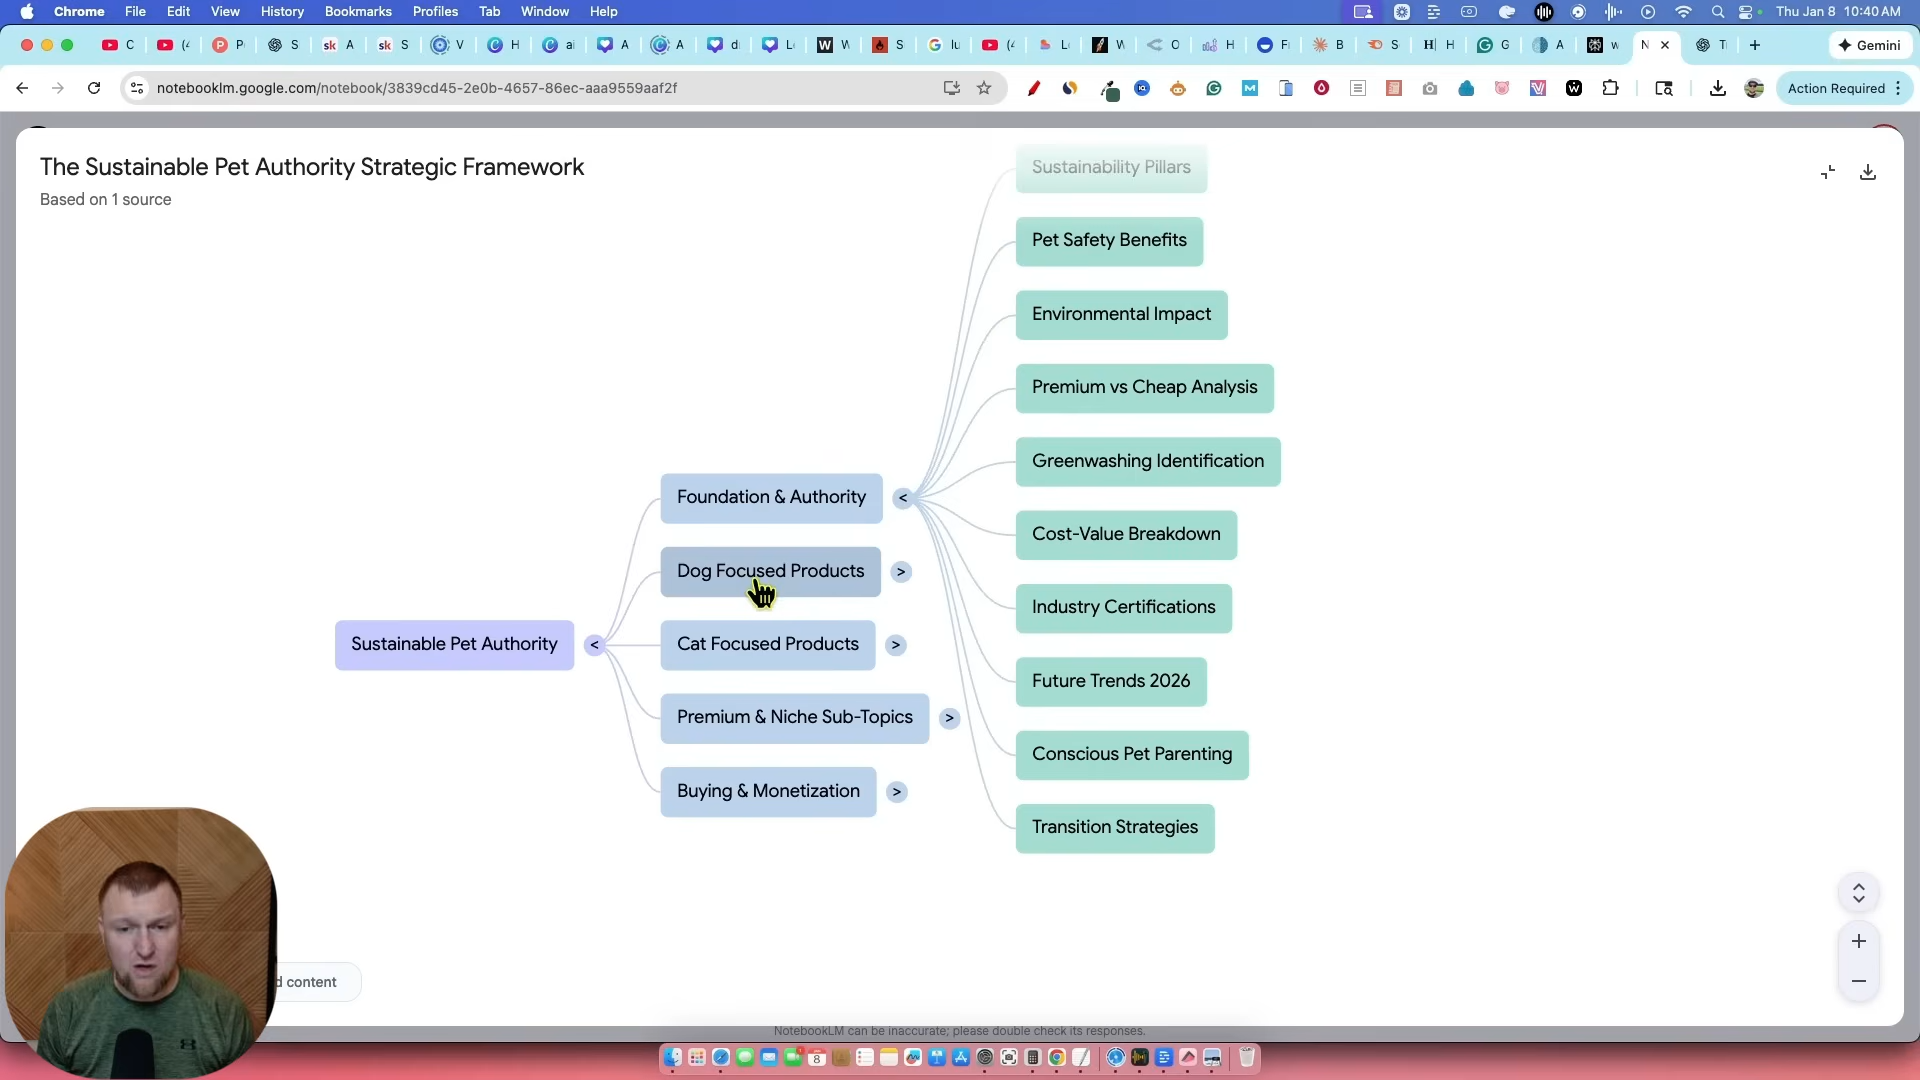 Chrome File Edit View History Bookmarks Profiles Tab Window Help
Thu Jan 8 10:40 AM
Gemini
notebooklm.google.com/notebook/3839cd45-2e0b-4657-86ec-aaa9559aaf2f
Action Required
The Sustainable Pet Authority Strategic Framework
Based on 1 source
Sustainability Pillars
Pet Safety Benefits
Environmental Impact
Premium vs Cheap Analysis
Greenwashing Identification
Foundation & Authority <
Cost-Value Breakdown
Dog Focused Products >
Industry Certifications
Sustainable Pet Authority <
Cat Focused Products >
Future Trends 2026
Premium & Niche Sub-Topics >
Conscious Pet Parenting
Buying & Monetization >
Transition Strategies
d content
NotebookLM can be inaccurate; please double check its responses.